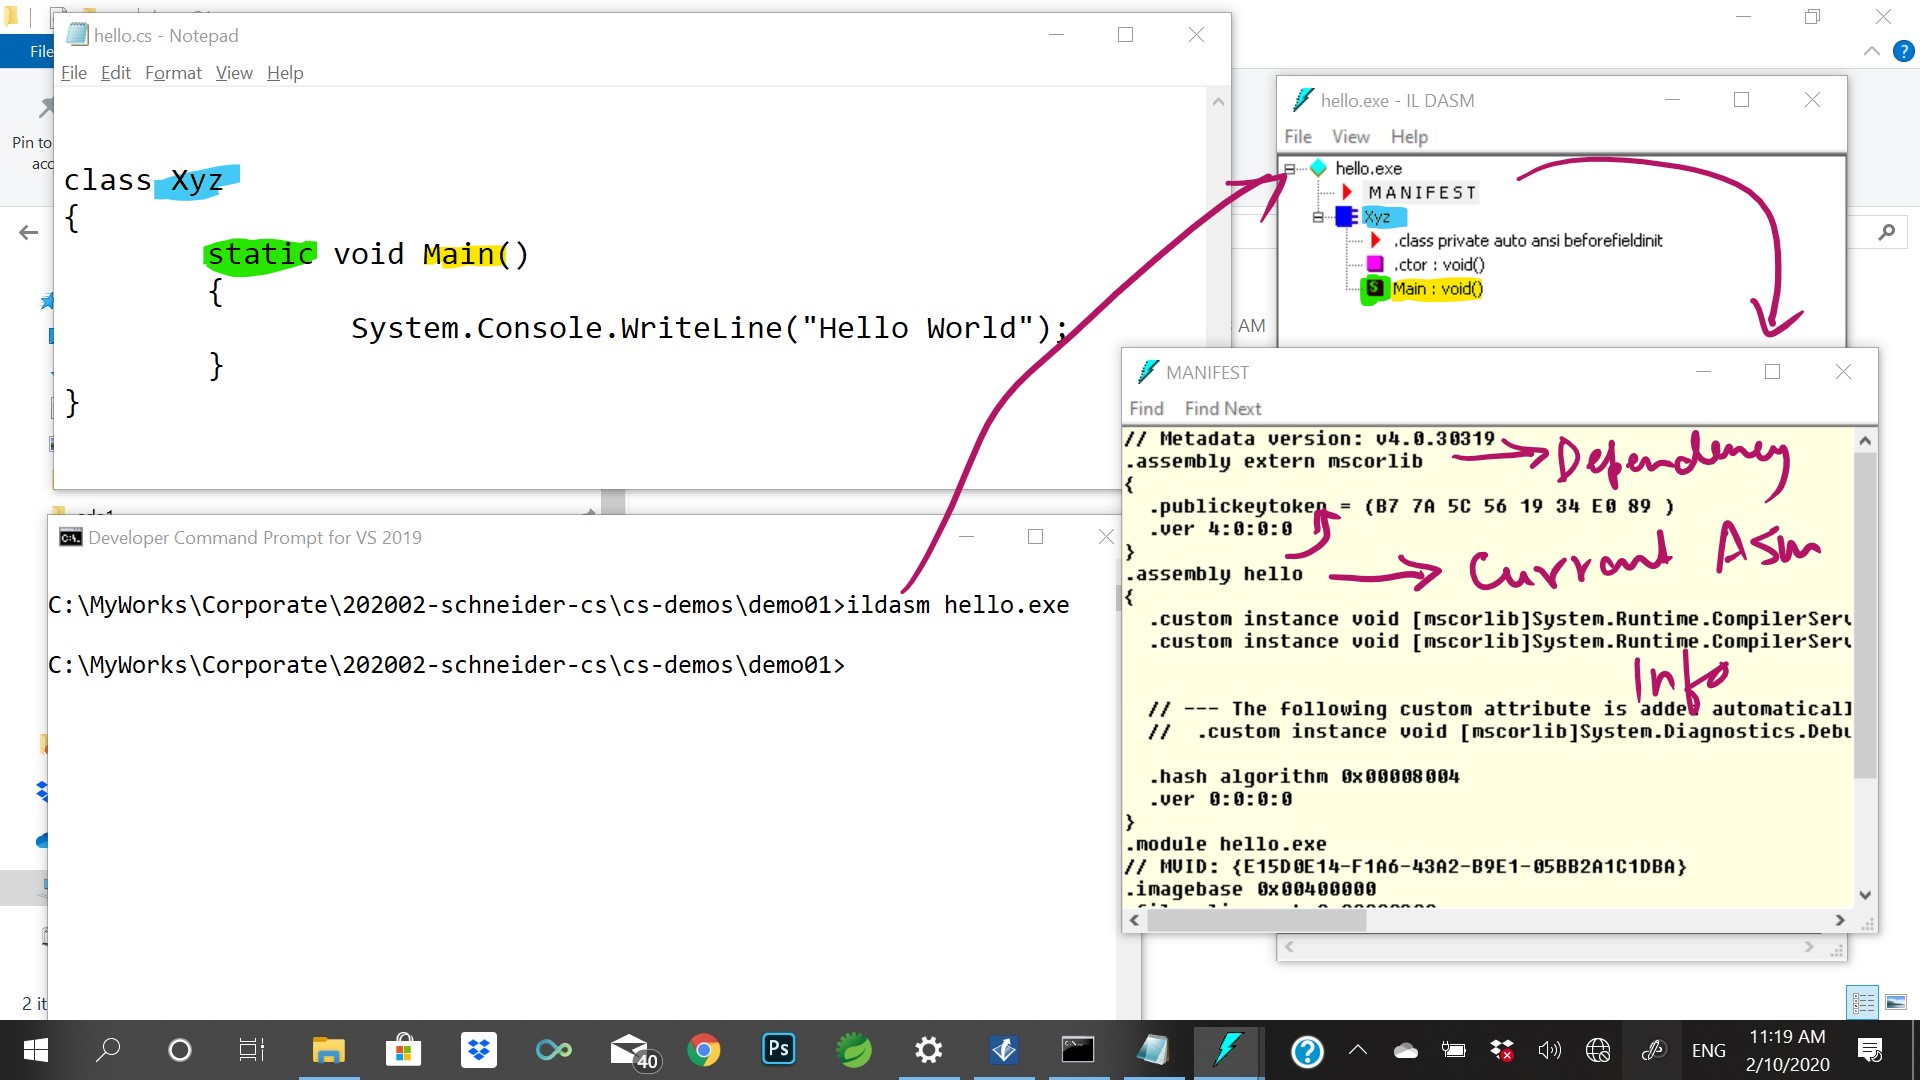 File
Pin to
acc
2 it
AM
hello.cs - Notepad
File Edit Format View Help
class Xyz
{
static void Main()
{
System.Console.WriteLine("Hello World");
}
}
Developer Command Prompt for VS 2019
C:\MyWorks\Corporate\202002-schneider-cs\cs-demos\demo01>ildasm hello.exe
C:\MyWorks\Corporate\202002-schneider-cs\cs-demos\demo01>
hello.exe - IL DASM
File View Help
hello.exe
MANIFEST
Xyz
.class private auto ansi beforefieldinit
.ctor : void()
S Main : void()
MANIFEST
Find Find Next
// Metadata version: v4.0.30319
.assembly extern mscorlib
Dependency
{
.publickeytoken = (B7 7A 5C 56 19 34 E0 89 )
.ver 4:0:0:0
}
.assembly hello
Current Asm
{
.custom instance void [mscorlib]System.Runtime.CompilerServ
.custom instance void [mscorlib]System.Runtime.CompilerServ
Info
// --- The following custom attribute is added automaticall
// .custom instance void [mscorlib]System.Diagnostics.Debu
.hash algorithm 0x00008004
.ver 0:0:0:0
}
.module hello.exe
// MVID: {E15D0E14-F1A6-43A2-B9E1-05BB2A1C1DBA}
.imagebase 0x00400000
40
Ps
ENG
11:19 AM
2/10/2020